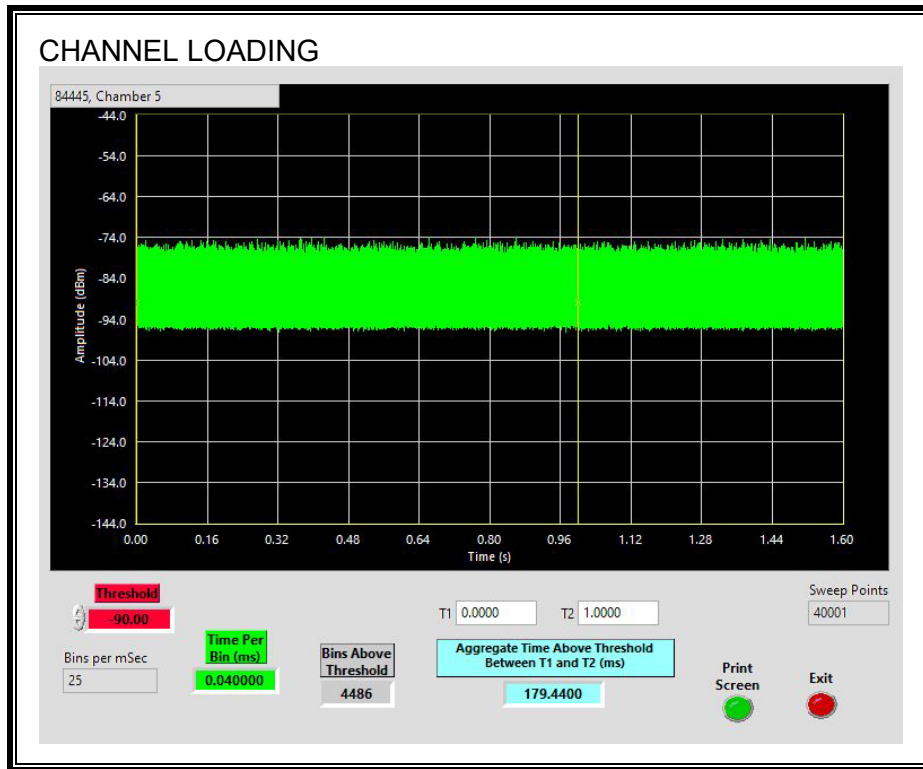 CHANNEL LOADING
84445, Chamber 5
-44.0
-54.0
-64.0
-74.0
-84.0
-94.0
-104.0
-114.0
-124.0
-134.0
-144.0
Amplitude (dBm)
0.00 0.16 0.32 0.48 0.64 0.80 0.96 1.12 1.28 1.44 1.60
Time (s)
Threshold
-90.00
Bins per mSec
25
Time Per
Bin (ms)
0.040000
Bins Above
Threshold
4486
T1 0.0000 T2 1.0000
Aggregate Time Above Threshold
Between T1 and T2 (ms)
179.4400
Sweep Points
40001
Print
Screen
Exit